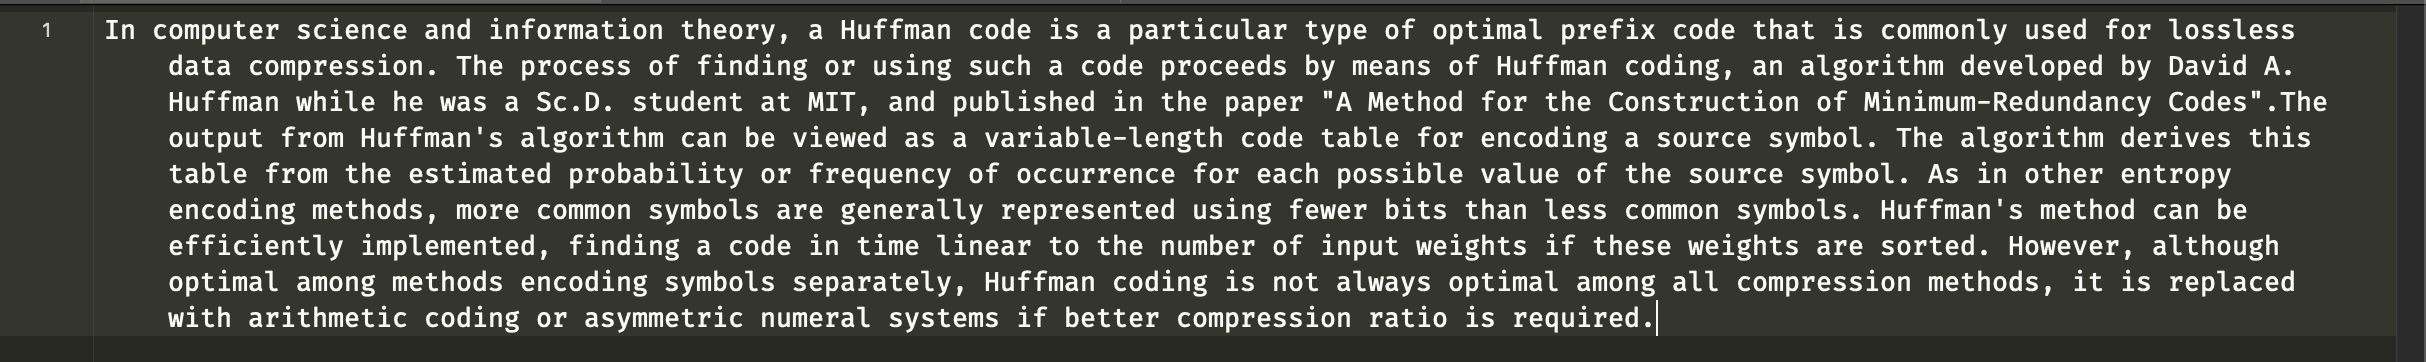 1
In computer science and information theory, a Huffman code is a particular type of optimal prefix code that is commonly used for lossless
data compression. The process of finding or using such a code proceeds by means of Huffman coding, an algorithm developed by David A.
Huffman while he was a Sc.D. student at MIT, and published in the paper "A Method for the Construction of Minimum-Redundancy Codes".The
output from Huffman's algorithm can be viewed as a variable-length code table for encoding a source symbol. The algorithm derives this
table from the estimated probability or frequency of occurrence for each possible value of the source symbol. As in other entropy
encoding methods, more common symbols are generally represented using fewer bits than less common symbols. Huffman's method can be
efficiently implemented, finding a code in time linear to the number of input weights if these weights are sorted. However, although
optimal among methods encoding symbols separately, Huffman coding is not always optimal among all compression methods, it is replaced
with arithmetic coding or asymmetric numeral systems if better compression ratio is required.